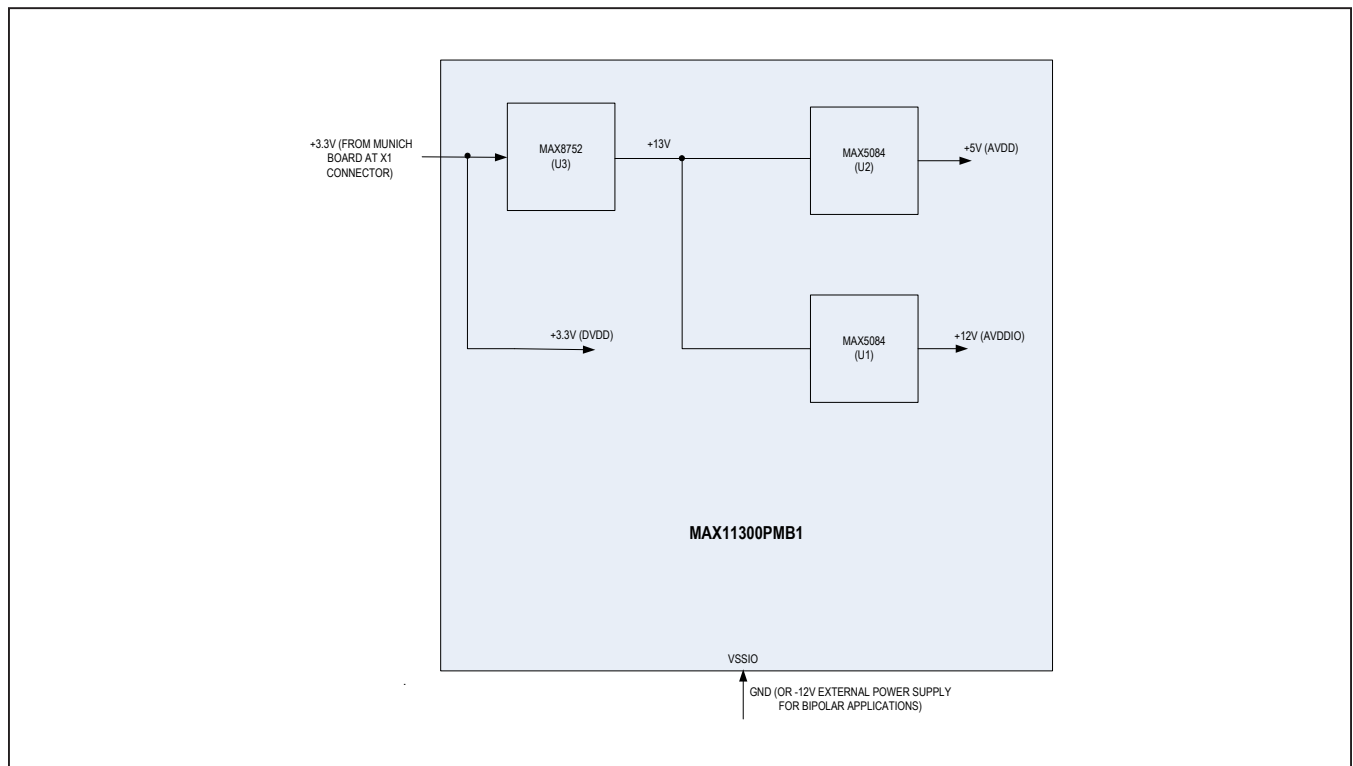 +3.3V (FROM MUNICH
BOARD AT X1
CONNECTOR)
MAX8752
(U3)
+13V
MAX5084
(U2)
+5V (AVDD)
+3.3V (DVDD)
MAX5084
(U1)
+12V (AVDDIO)
MAX11300PMB1
VSSIO
GND (OR -12V EXTERNAL POWER SUPPLY
FOR BIPOLAR APPLICATIONS)